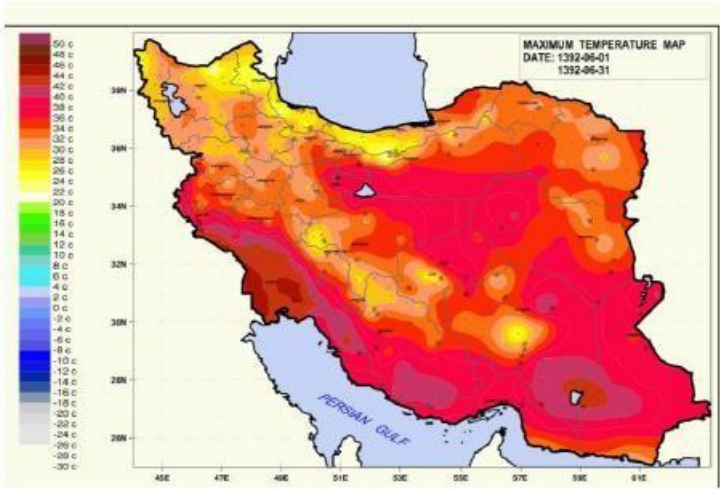 MAXIMUM TEMPERATURE MAP
DATE: 1392-06-01
1392-06-31
50 c
48 c
46 c
44 c
42 c
40 c
38 c
36 c
34 c
32 c
30 c
28 c
26 c
24 c
22 c
20 c
18 c
16 c
14 c
12 c
10 c
8 c
6 c
4 c
2 c
0 c
-2 c
-4 c
-6 c
-8 c
-10 c
-12 c
-14 c
-16 c
-18 c
-20 c
-22 c
-24 c
-26 c
-28 c
-30 c
38N
36N
34N
32N
30N
28N
26N
PERSIAN GULF
45E 47E 49E 51E 53E 55E 57E 59E 61E